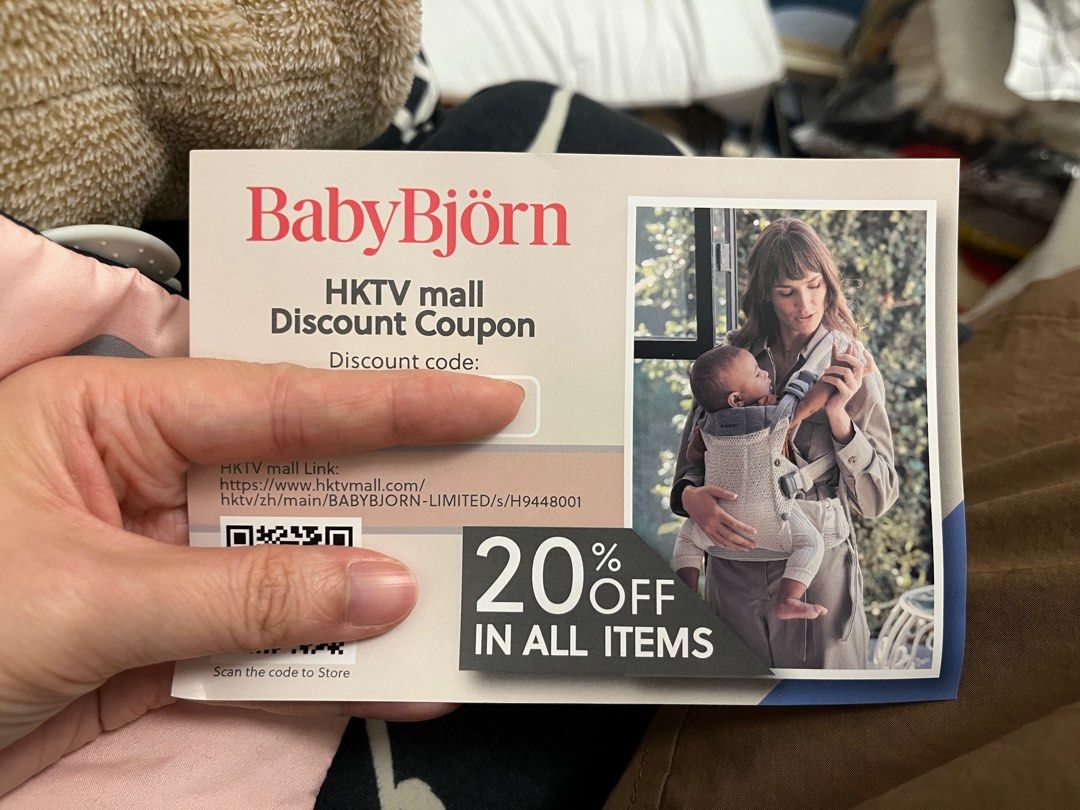 BabyBjörn
HKTV mall
Discount Coupon
Discount code:
HKTV mall Link:
https://www.hktvmall.com/
hktv/zh/main/BABYBJORN-LIMITED/s/H9448001
20%
OFF
IN ALL ITEMS
Scan the code to Store